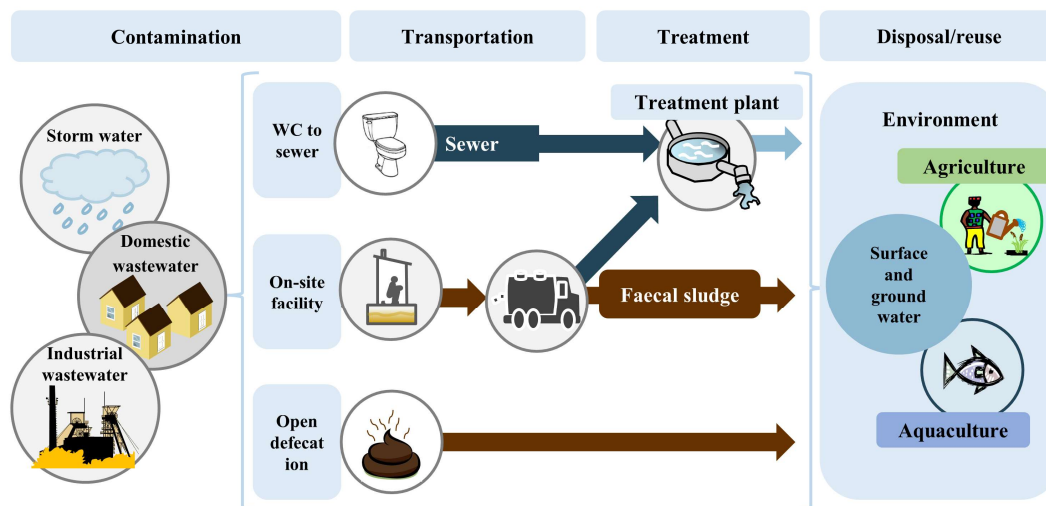 Contamination
Transportation
Treatment
Disposal/reuse
Storm water
Domestic
wastewater
Industrial
wastewater
WC to
sewer
Sewer
Treatment plant
On-site
facility
Faecal sludge
Open
defecat
ion
Environment
Agriculture
Surface
and
ground
water
Aquaculture